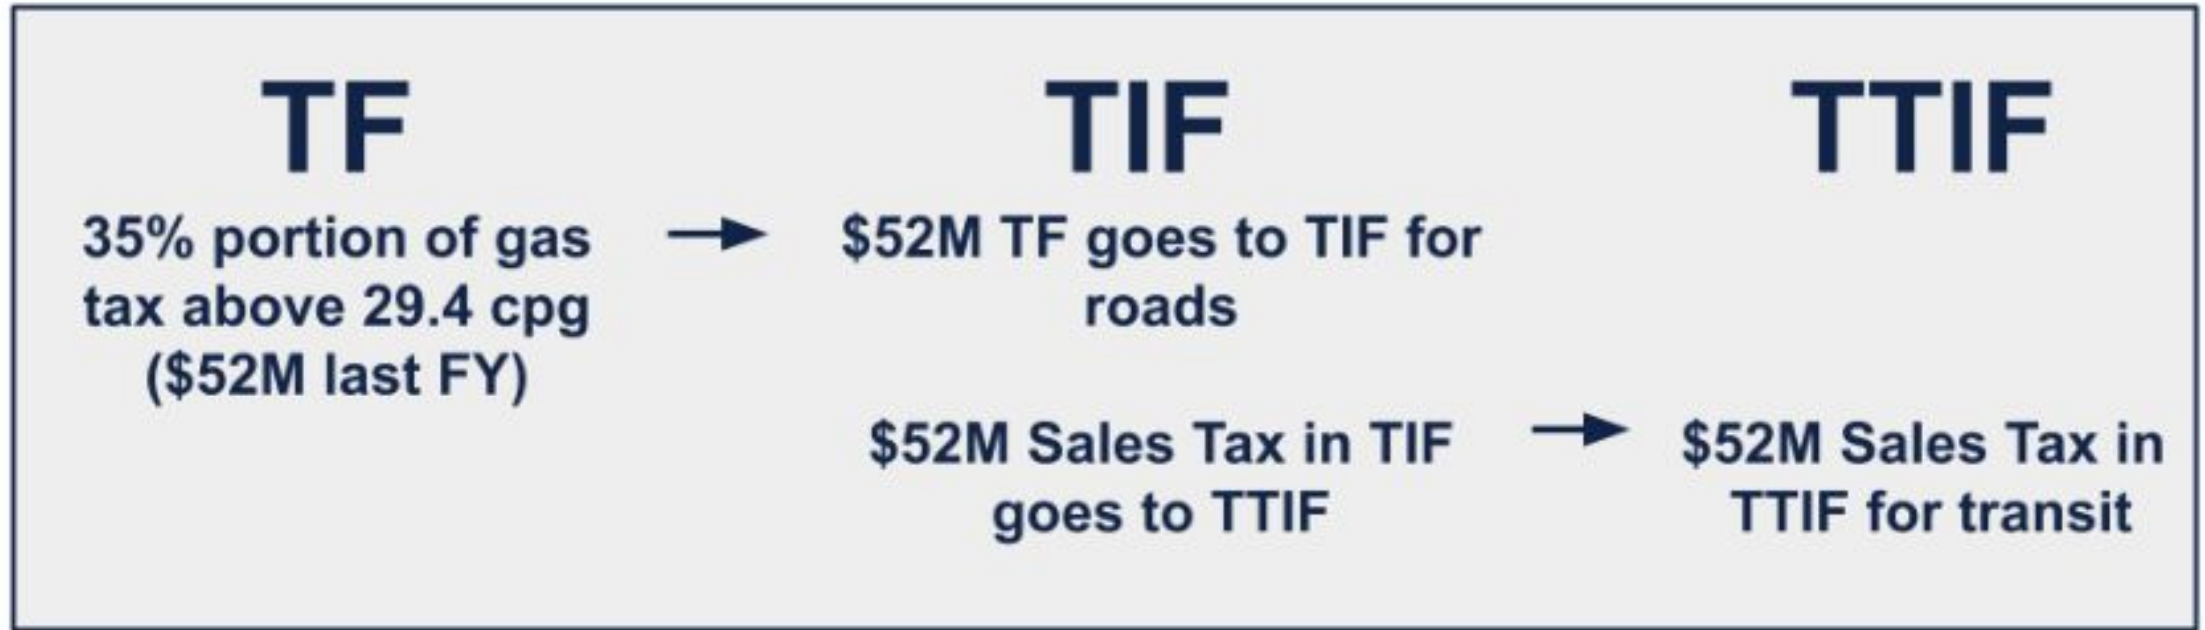 TF
35% portion of gas
tax above 29.4 cpg
($52M last FY)
TIF
$52M TF goes to TIF for
roads
$52M Sales Tax in TIF
goes to TTIF
TTIF
$52M Sales Tax in
TTIF for transit